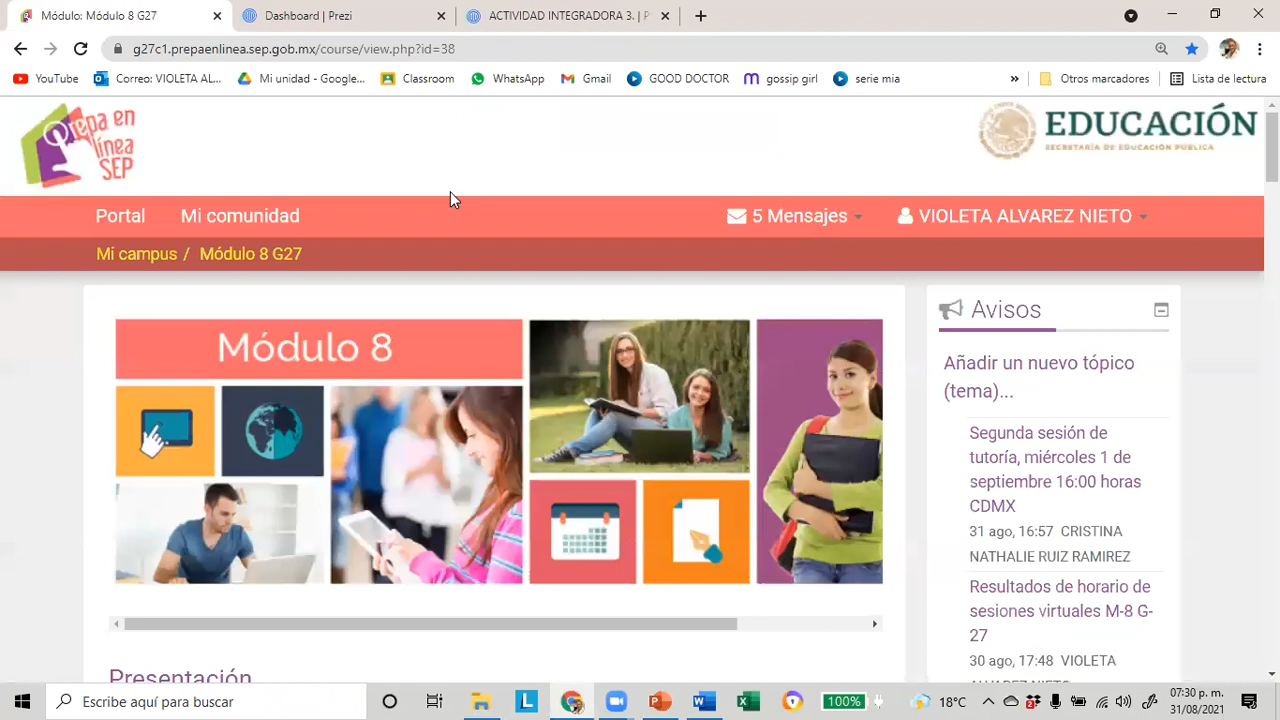 Módulo: Módulo 8 G27
Dashboard | Prezi
ACTIVIDAD INTEGRADORA 3. | P
g27c1.prepaenlinea.sep.gob.mx/course/view.php?id=38
YouTube
Correo: VIOLETA AL...
Mi unidad - Google...
Classroom
WhatsApp
Gmail
GOOD DOCTOR
gossip girl
serie mia
»
Otros marcadores
Lista de lectura
Prepa en
línea
SEP
EDUCACIÓN
SECRETARÍA DE EDUCACIÓN PÚBLICA
Portal
Mi comunidad
5 Mensajes
VIOLETA ALVAREZ NIETO
Mi campus / Módulo 8 G27
Módulo 8
Presentación
Avisos
Añadir un nuevo tópico
(tema)...
Segunda sesión de
tutoría, miércoles 1 de
septiembre 16:00 horas
CDMX
31 ago, 16:57 CRISTINA
NATHALIE RUIZ RAMIREZ
Resultados de horario de
sesiones virtuales M-8 G-
27
30 ago, 17:48 VIOLETA
ALVAREZ NIETO
Escribe aquí para buscar
100%
18°C
07:30 p. m.
31/08/2021